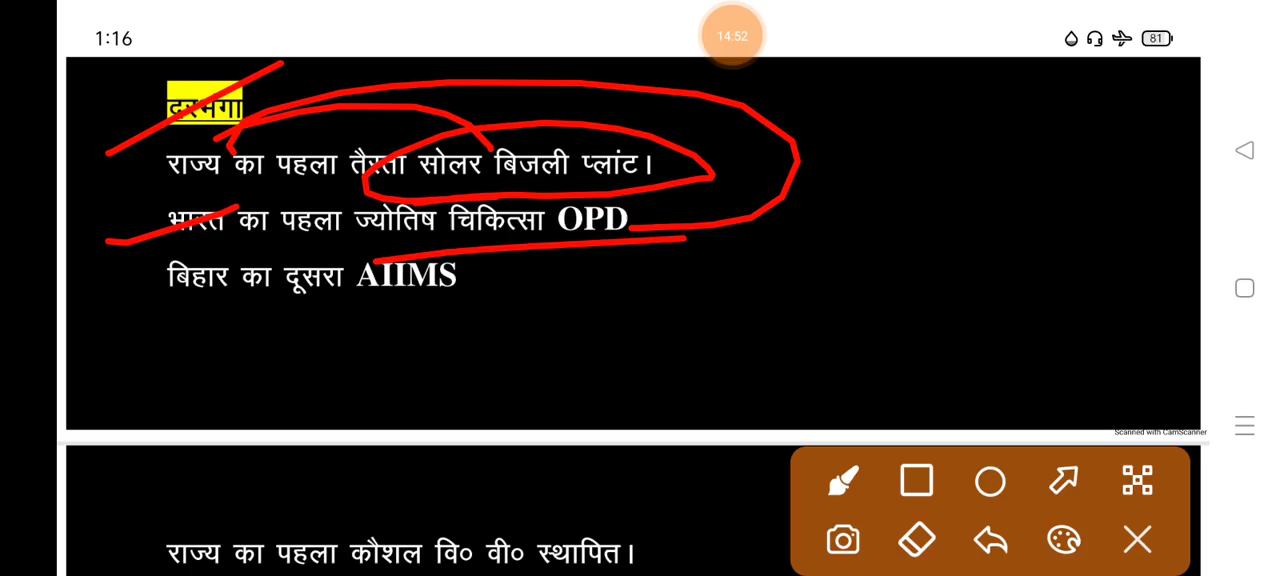 1:16
14:52
81
दरभंगा
राज्य का पहला तैरता सोलर बिजली प्लांट।
भारत का पहला ज्योतिष चिकित्सा OPD
बिहार का दूसरा AIIMS
Scanned with CamScanner
राज्य का पहला कौशल वि० वी० स्थापित।